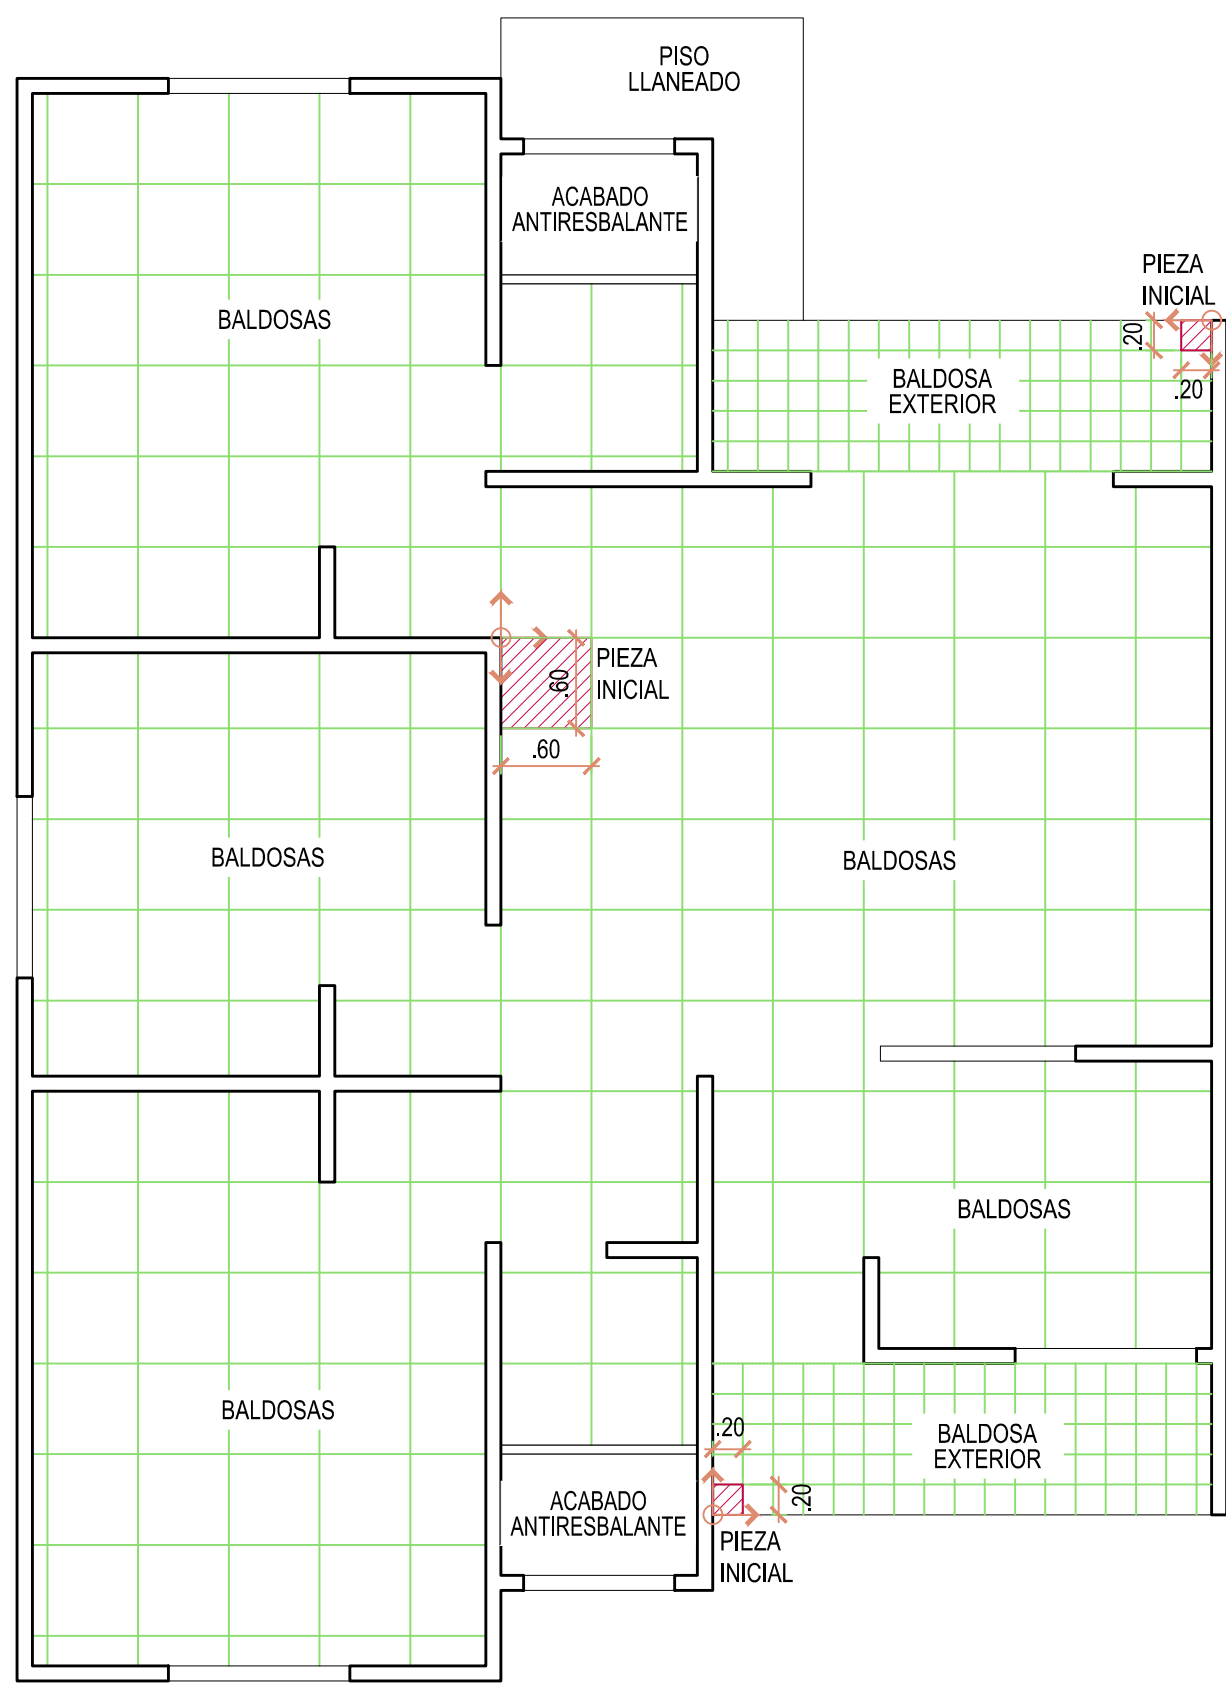 PISO
LLANEADO
ACABADO
ANTIRESBALANTE
PIEZA
INICIAL
.20
.20
BALDOSAS
BALDOSA
EXTERIOR
PIEZA
INICIAL
.60
.60
BALDOSAS
BALDOSAS
BALDOSAS
BALDOSAS
.20
BALDOSA
EXTERIOR
.20
ACABADO
ANTIRESBALANTE
PIEZA
INICIAL